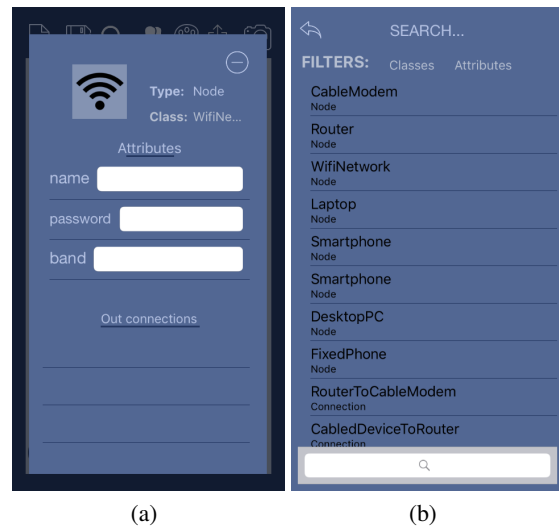 Type: Node
Class: WifiNe...
Attributes
name
password
band
Out connections
(a)
SEARCH...
FILTERS: Classes Attributes
CableModem
Node
Router
Node
WifiNetwork
Node
Laptop
Node
Smartphone
Node
Smartphone
Node
DesktopPC
Node
FixedPhone
Node
RouterToCableModem
Connection
CabledDeviceToRouter
Connection
(b)